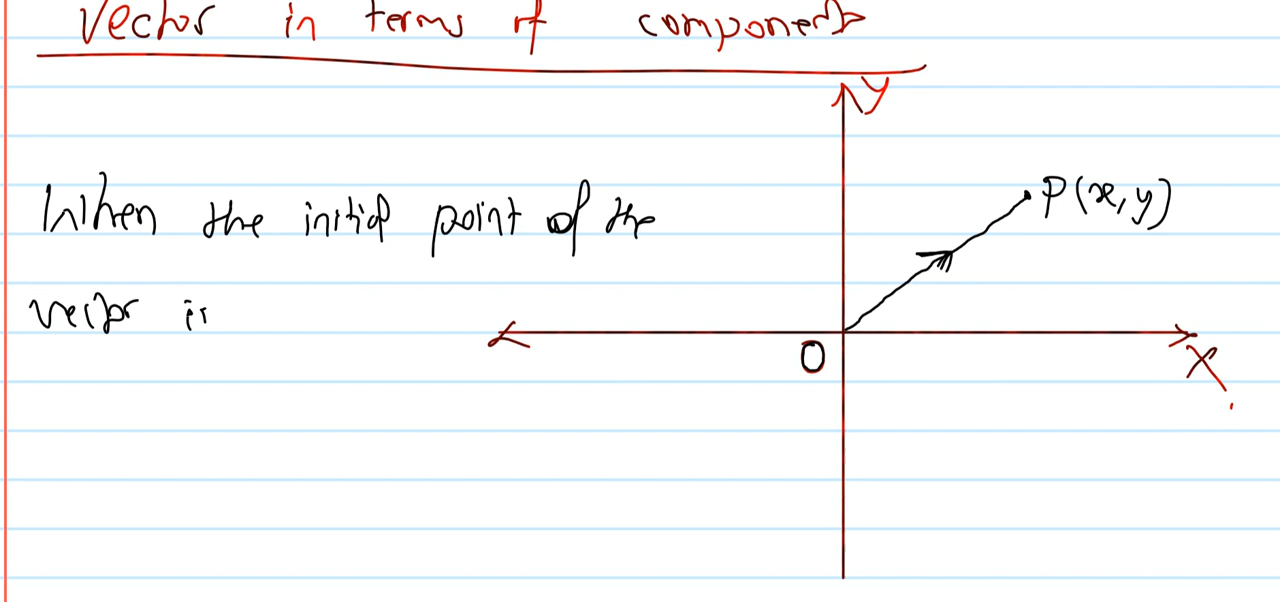 Vector in terms of components
Y
P(x,y)
When the initial point of the
vector is
O
X